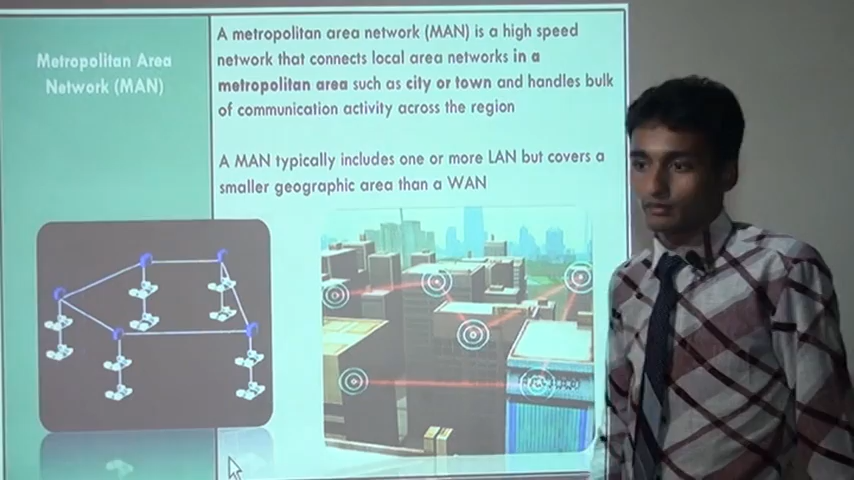 Metropolitan Area
Network (MAN)
A metropolitan area network (MAN) is a high speed
network that connects local area networks in a
metropolitan area such as city or town and handles bulk
of communication activity across the region
A MAN typically includes one or more LAN but covers a
smaller geographic area than a WAN